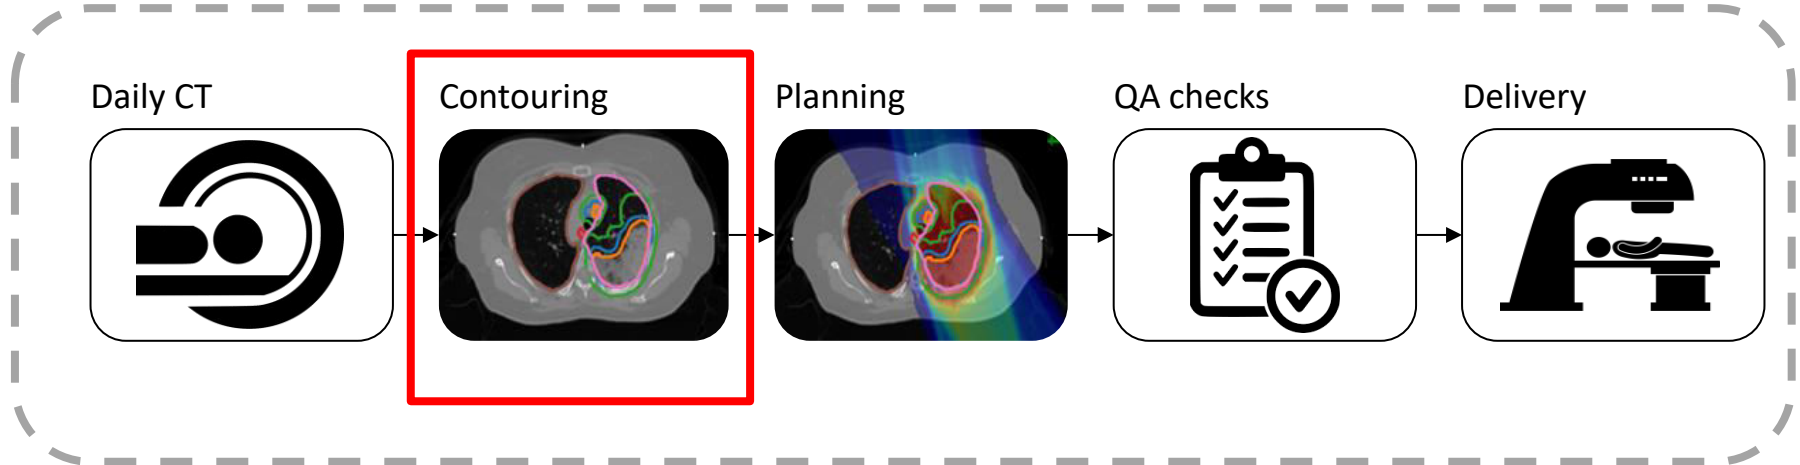 Daily CT
Contouring
Planning
QA checks
Delivery